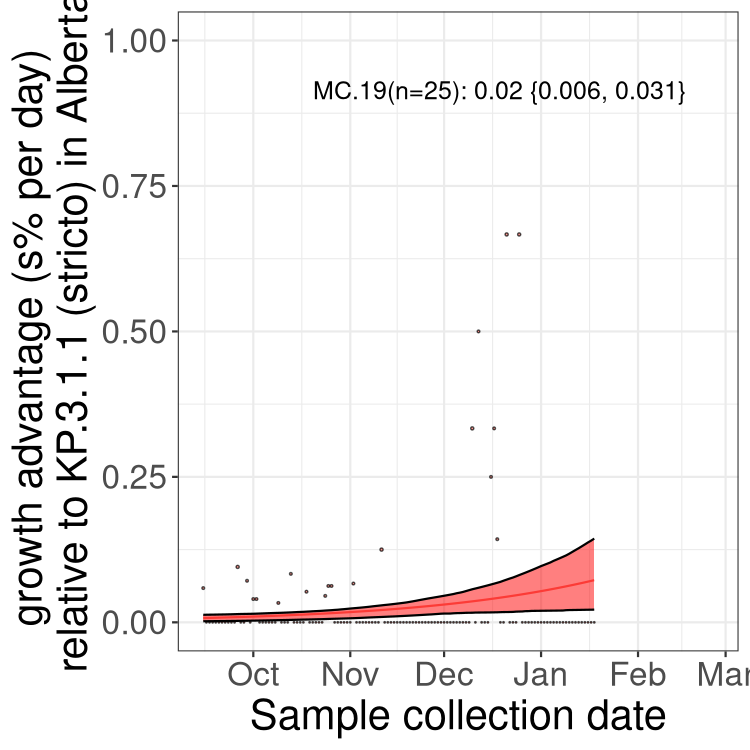 growth advantage (s% per day)
relative to KP.3.1.1 (stricto) in Alberta
1.00
0.75
0.50
0.25
0.00
MC.19(n=25): 0.02 {0.006, 0.031}
Oct Nov Dec Jan Feb Mar
Sample collection date